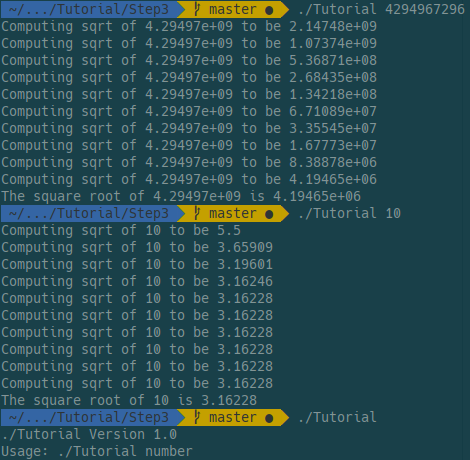 ~/.../Tutorial/Step3 master ● ./Tutorial 4294967296
Computing sqrt of 4.29497e+09 to be 2.14748e+09
Computing sqrt of 4.29497e+09 to be 1.07374e+09
Computing sqrt of 4.29497e+09 to be 5.36871e+08
Computing sqrt of 4.29497e+09 to be 2.68435e+08
Computing sqrt of 4.29497e+09 to be 1.34218e+08
Computing sqrt of 4.29497e+09 to be 6.71089e+07
Computing sqrt of 4.29497e+09 to be 3.35545e+07
Computing sqrt of 4.29497e+09 to be 1.67773e+07
Computing sqrt of 4.29497e+09 to be 8.38878e+06
Computing sqrt of 4.29497e+09 to be 4.19465e+06
The square root of 4.29497e+09 is 4.19465e+06
~/.../Tutorial/Step3 master ● ./Tutorial 10
Computing sqrt of 10 to be 5.5
Computing sqrt of 10 to be 3.65909
Computing sqrt of 10 to be 3.19601
Computing sqrt of 10 to be 3.16246
Computing sqrt of 10 to be 3.16228
Computing sqrt of 10 to be 3.16228
Computing sqrt of 10 to be 3.16228
Computing sqrt of 10 to be 3.16228
Computing sqrt of 10 to be 3.16228
Computing sqrt of 10 to be 3.16228
The square root of 10 is 3.16228
~/.../Tutorial/Step3 master ● ./Tutorial
./Tutorial Version 1.0
Usage: ./Tutorial number